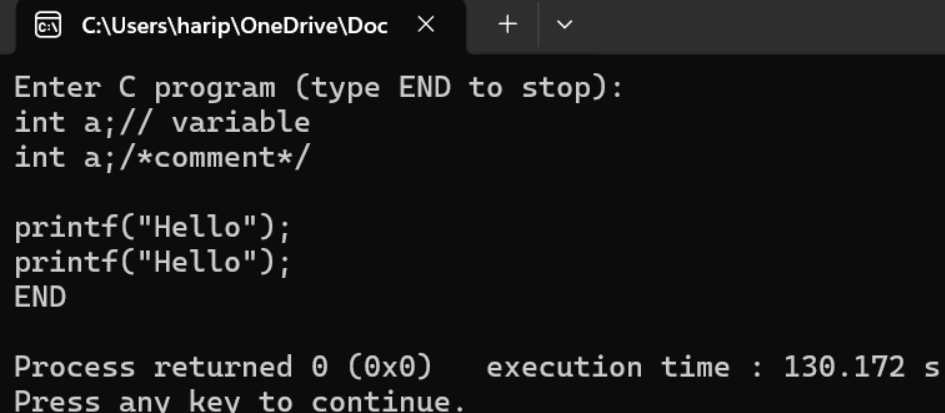 C:\Users\harip\OneDrive\Doc
Enter C program (type END to stop):
int a;// variable
int a;/*comment*/

printf("Hello");
printf("Hello");
END

Process returned 0 (0x0)   execution time : 130.172 s
Press any key to continue.